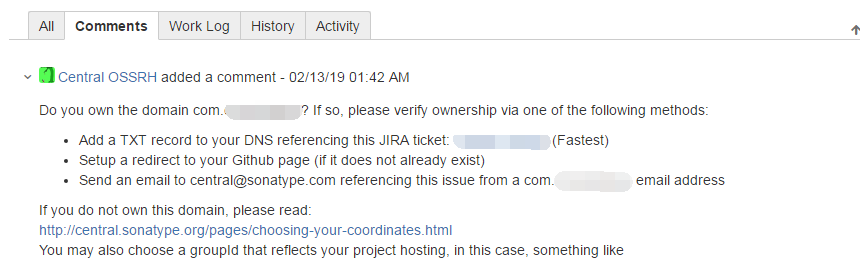 All Comments Work Log History Activity
Central OSSRH added a comment - 02/13/19 01:42 AM
Do you own the domain com. ? If so, please verify ownership via one of the following methods:
• Add a TXT record to your DNS referencing this JIRA ticket: (Fastest)
• Setup a redirect to your Github page (if it does not already exist)
• Send an email to central@sonatype.com referencing this issue from a com. email address
If you do not own this domain, please read:
http://central.sonatype.org/pages/choosing-your-coordinates.html
You may also choose a groupId that reflects your project hosting, in this case, something like